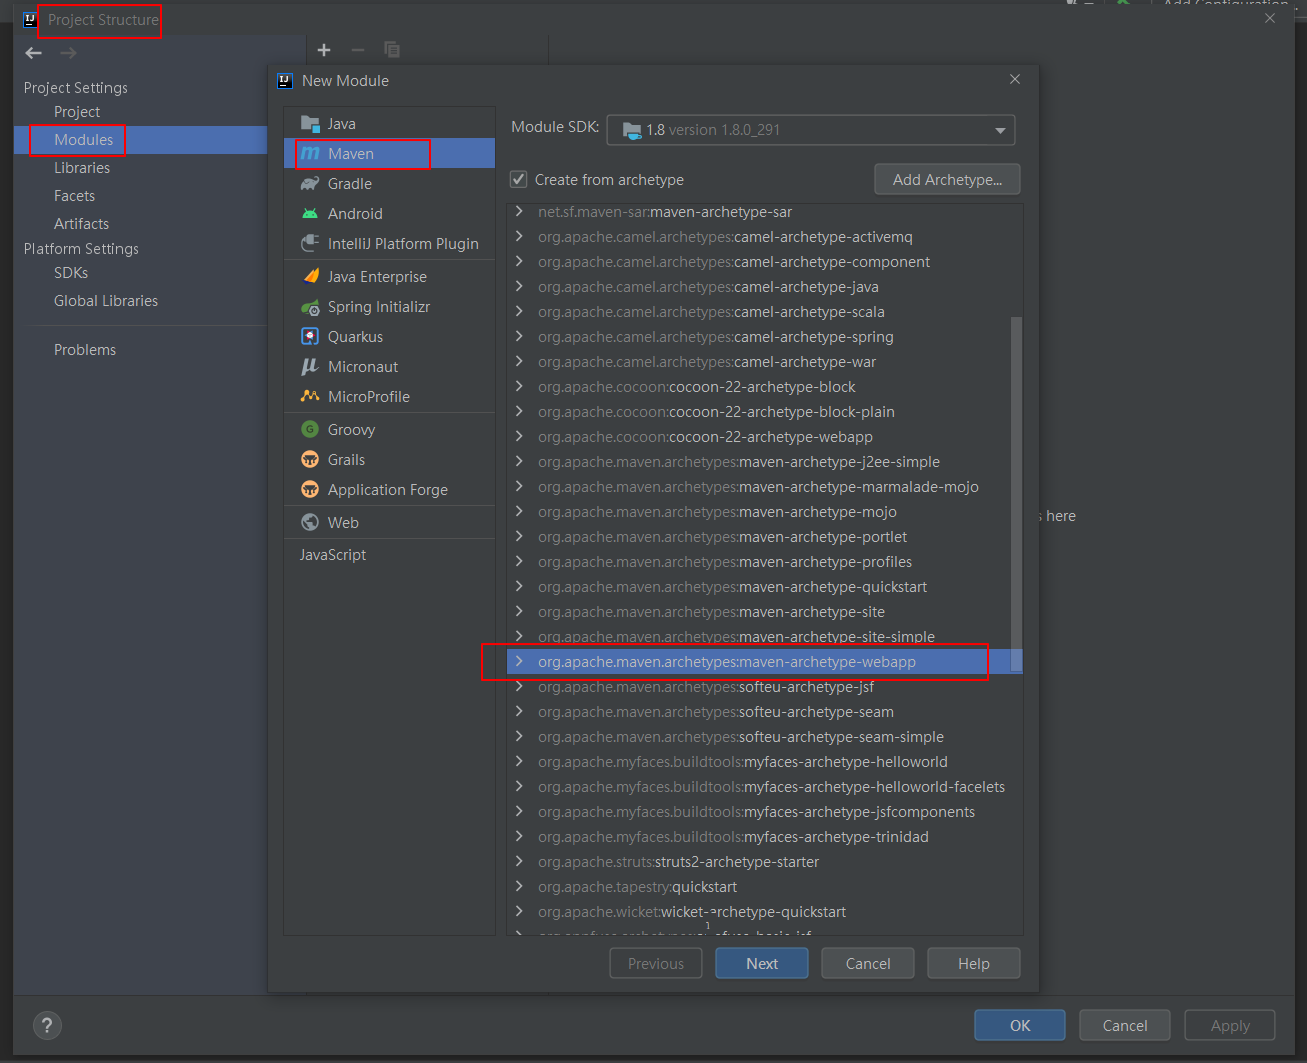 Add Configuration
Project Structure
Project Settings
Project
Modules
Libraries
Facets
Artifacts
Platform Settings
SDKs
Global Libraries
Problems
New Module
Java
Maven
Gradle
Android
IntelliJ Platform Plugin
Java Enterprise
Spring Initializr
Quarkus
Micronaut
MicroProfile
Groovy
Grails
Application Forge
Web
JavaScript
Module SDK: 1.8 version 1.8.0_291
Create from archetype
Add Archetype...
net.sf.maven-sar:maven-archetype-sar
org.apache.camel.archetypes:camel-archetype-activemq
org.apache.camel.archetypes:camel-archetype-component
org.apache.camel.archetypes:camel-archetype-java
org.apache.camel.archetypes:camel-archetype-scala
org.apache.camel.archetypes:camel-archetype-spring
org.apache.camel.archetypes:camel-archetype-war
org.apache.cocoon:cocoon-22-archetype-block
org.apache.cocoon:cocoon-22-archetype-block-plain
org.apache.cocoon:cocoon-22-archetype-webapp
org.apache.maven.archetypes:maven-archetype-j2ee-simple
org.apache.maven.archetypes:maven-archetype-marmalade-mojo
org.apache.maven.archetypes:maven-archetype-mojo
org.apache.maven.archetypes:maven-archetype-portlet
org.apache.maven.archetypes:maven-archetype-profiles
org.apache.maven.archetypes:maven-archetype-quickstart
org.apache.maven.archetypes:maven-archetype-site
org.apache.maven.archetypes:maven-archetype-site-simple
org.apache.maven.archetypes:maven-archetype-webapp
org.apache.maven.archetypes:softeu-archetype-jsf
org.apache.maven.archetypes:softeu-archetype-seam
org.apache.maven.archetypes:softeu-archetype-seam-simple
org.apache.myfaces.buildtools:myfaces-archetype-helloworld
org.apache.myfaces.buildtools:myfaces-archetype-helloworld-facelets
org.apache.myfaces.buildtools:myfaces-archetype-jsfcomponents
org.apache.myfaces.buildtools:myfaces-archetype-trinidad
org.apache.struts:struts2-archetype-starter
org.apache.tapestry:quickstart
org.apache.wicket:wicket-archetype-quickstart
here
Previous
Next
Cancel
Help
?
OK
Cancel
Apply